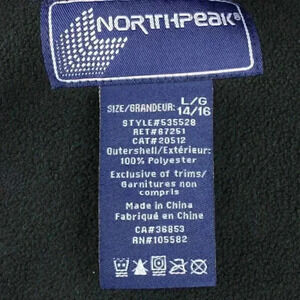 NORTHPEAK®
SIZE/GRANDEUR: L/G 14/16
STYLE#535528
RET#67251
CAT#20512
Outershell/Extérieur:
100% Polyester
Exclusive of trims/
Garnitures non
compris
Made in China
Fabriqué en Chine
CA#36853
RN#105582